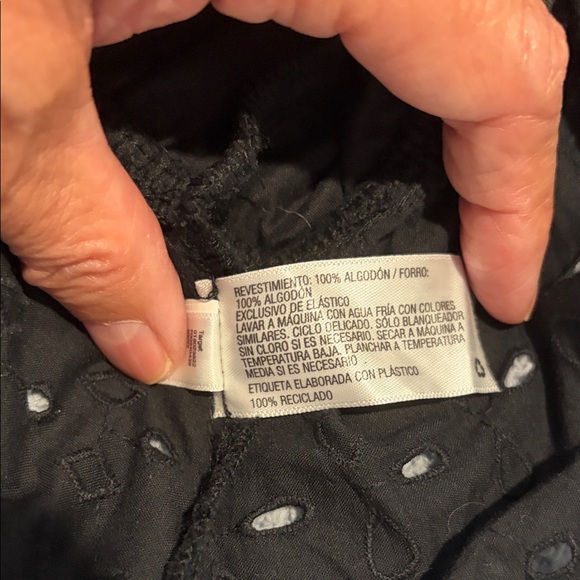 REVESTIMIENTO: 100% ALGODÓN / FORRO:
100% ALGODÓN
EXCLUSIVO DE ELÁSTICO
LAVAR A MÁQUINA CON AGUA FRÍA CON COLORES
SIMILARES. CICLO DELICADO. SÓLO BLANQUEADOR
SIN CLORO SI ES NECESARIO. SECAR A MÁQUINA A
TEMPERATURA BAJA. PLANCHAR A TEMPERATURA
MEDIA SI ES NECESARIO
ETIQUETA ELABORADA CON PLÁSTICO
100% RECICLADO
Target